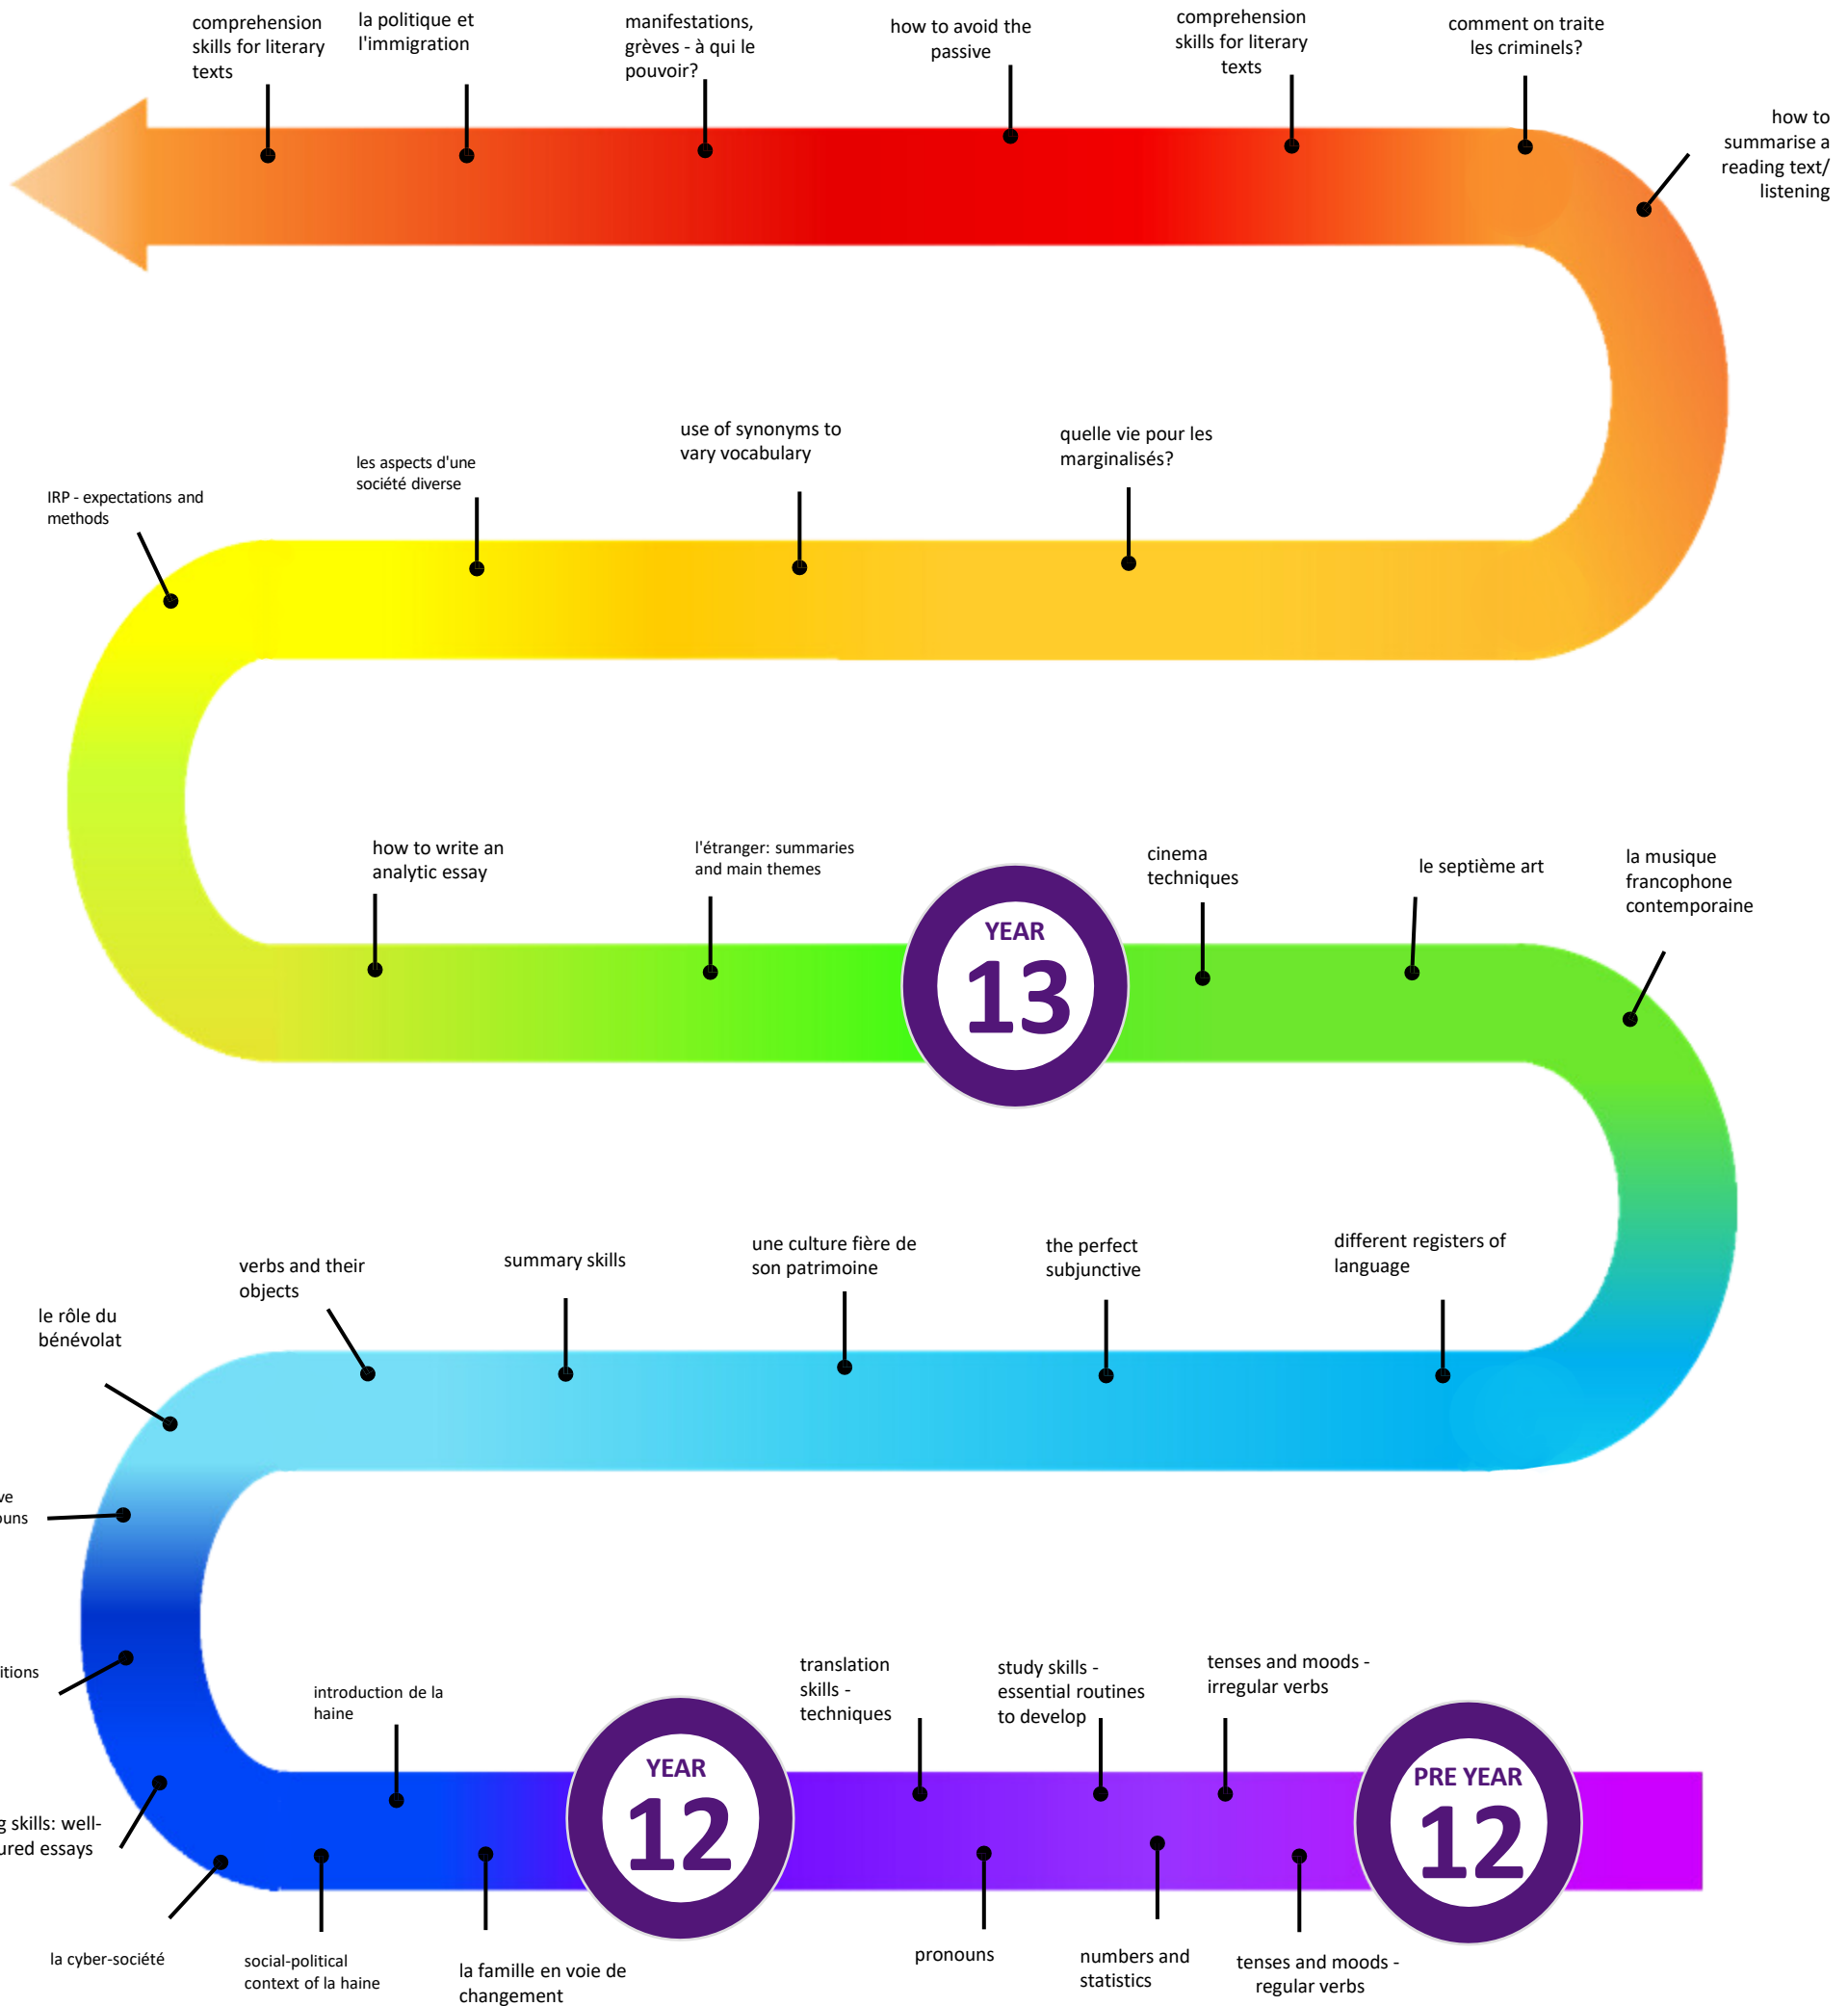 comprehension
skills for literary
texts
la politique et
l'immigration
manifestations,
grèves - à qui le
pouvoir?
how to avoid the
passive
comprehension
skills for literary
texts
comment on traite
les criminels?
how to
summarise a
reading text/
listening
IRP - expectations and
methods
les aspects d'une
société diverse
use of synonyms to
vary vocabulary
quelle vie pour les
marginalisés?
how to write an
analytic essay
l'étranger: summaries
and main themes
YEAR
13
cinema
techniques
le septième art
la musique
francophone
contemporaine
le rôle du
bénévolat
verbs and their
objects
summary skills
une culture fière de
son patrimoine
the perfect
subjunctive
different registers of
language
introduction de la
haine
YEAR
12
translation
skills -
techniques
study skills -
essential routines
to develop
tenses and moods -
irregular verbs
PRE YEAR
12
skills: well-
essays
la cyber-société
social-political
context of la haine
la famille en voie de
changement
pronouns
numbers and
statistics
tenses and moods -
regular verbs